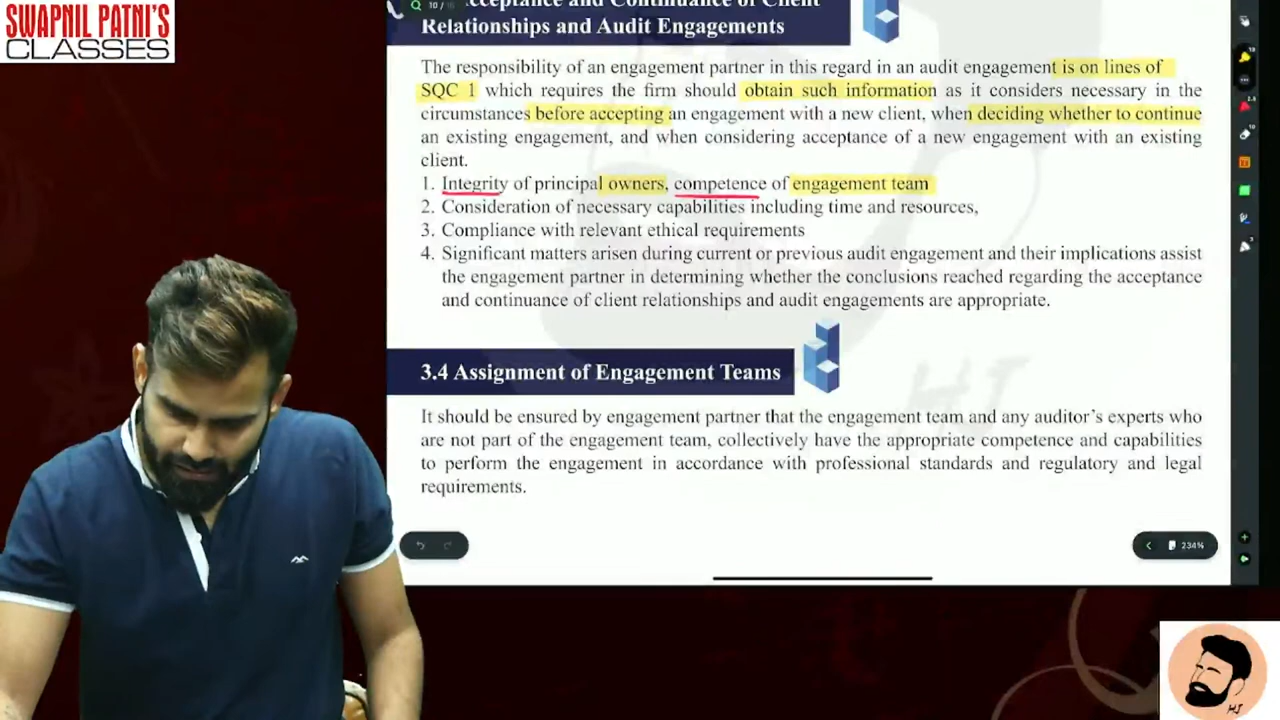 SWAPNIL PATNI'S
CLASSES
10 /
ceptance and Continuance of Client
Relationships and Audit Engagements
The responsibility of an engagement partner in this regard in an audit engagement is on lines of
SQC 1 which requires the firm should obtain such information as it considers necessary in the
circumstances before accepting an engagement with a new client, when deciding whether to continue
an existing engagement, and when considering acceptance of a new engagement with an existing
client.
1. Integrity of principal owners, competence of engagement team
2. Consideration of necessary capabilities including time and resources,
3. Compliance with relevant ethical requirements
4. Significant matters arisen during current or previous audit engagement and their implications assist
the engagement partner in determining whether the conclusions reached regarding the acceptance
and continuance of client relationships and audit engagements are appropriate.
3.4 Assignment of Engagement Teams
It should be ensured by engagement partner that the engagement team and any auditor's experts who
are not part of the engagement team, collectively have the appropriate competence and capabilities
to perform the engagement in accordance with professional standards and regulatory and legal
requirements.
234%
HJ